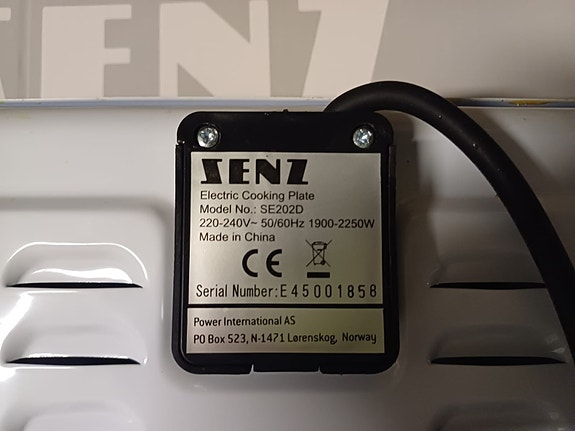 SENZ
SENZ
Electric Cooking Plate
Model No.: SE202D
220-240V~ 50/60Hz 1900-2250W
Made in China
CE
Serial Number: E45001858
Power International AS
PO Box 523, N-1471 Lørenskog, Norway